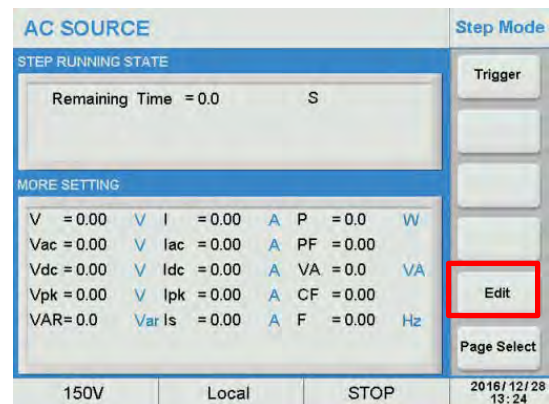 AC SOURCE
Step Mode
STEP RUNNING STATE
Remaining Time = 0.0 S
Trigger
MORE SETTING
V = 0.00 V I = 0.00 A P = 0.0 W
Vac = 0.00 V Iac = 0.00 A PF = 0.00
Vdc = 0.00 V Idc = 0.00 A VA = 0.0 VA
Vpk = 0.00 V Ipk = 0.00 A CF = 0.00
VAR= 0.0 Var Is = 0.00 A F = 0.00 Hz
Edit
Page Select
150V Local STOP 2016/12/28
13:24